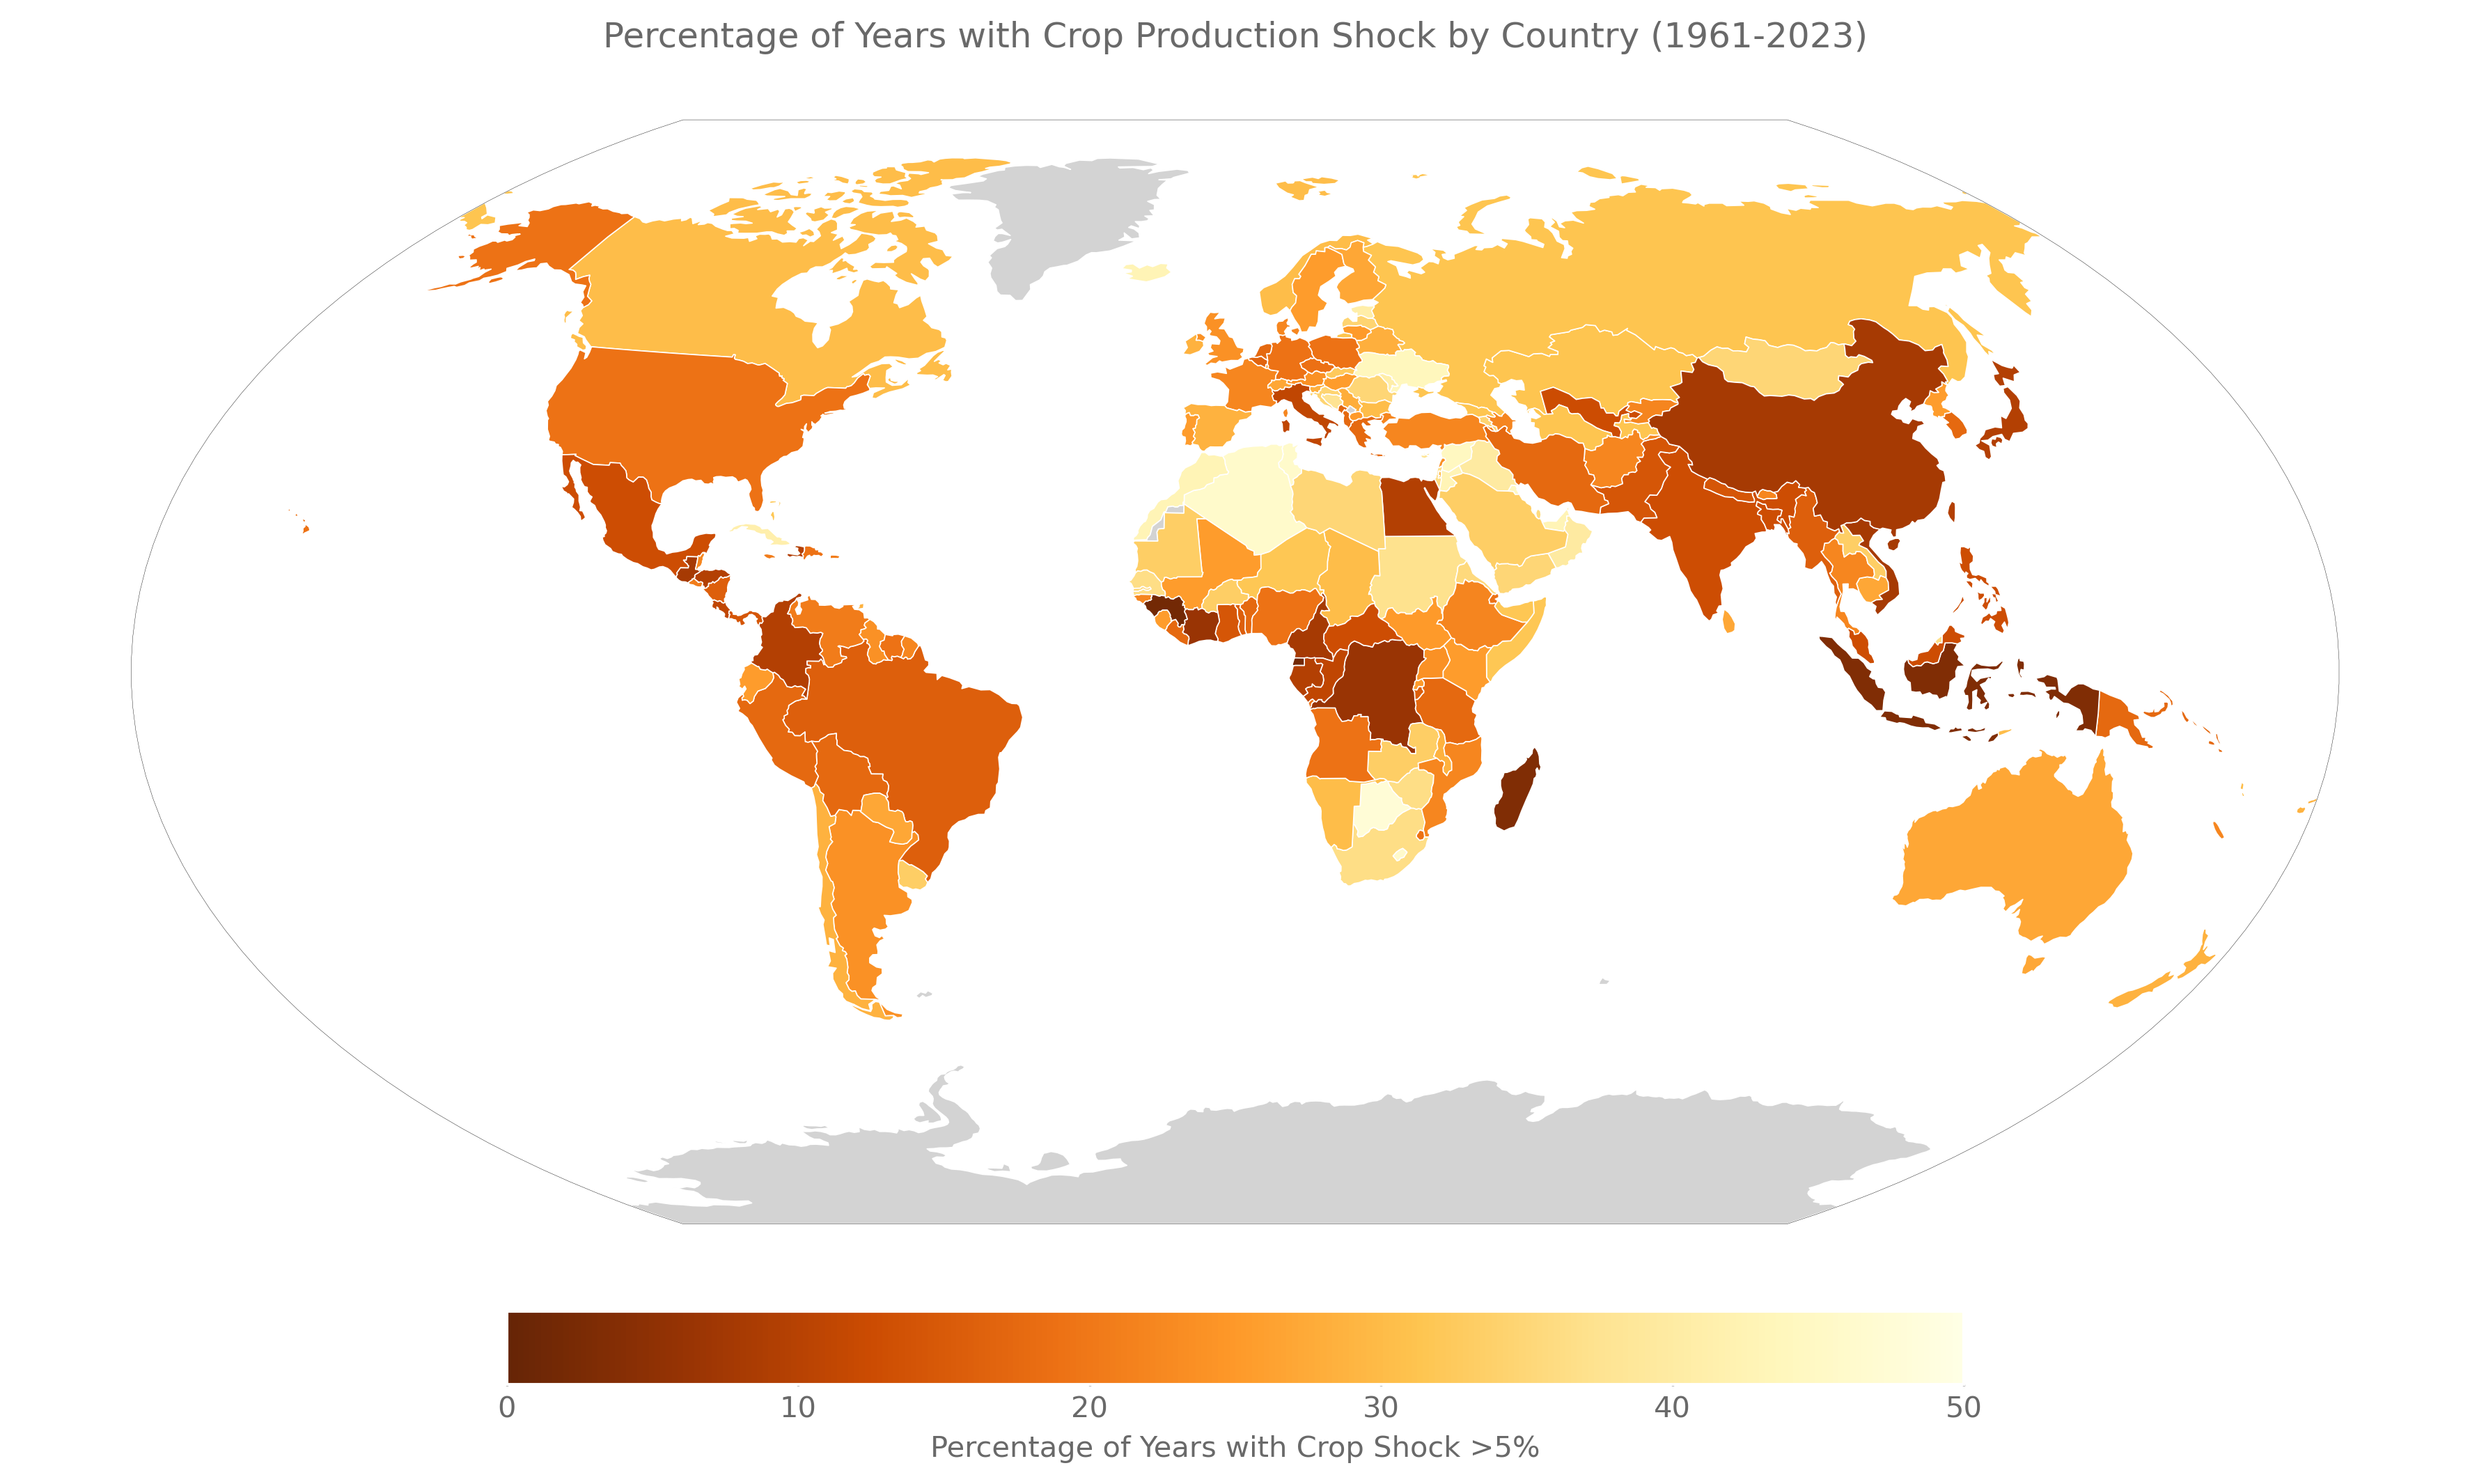 Percentage of Years with Crop Production Shock by Country (1961-2023)
0 10 20 30 40 50
Percentage of Years with Crop Shock >5%